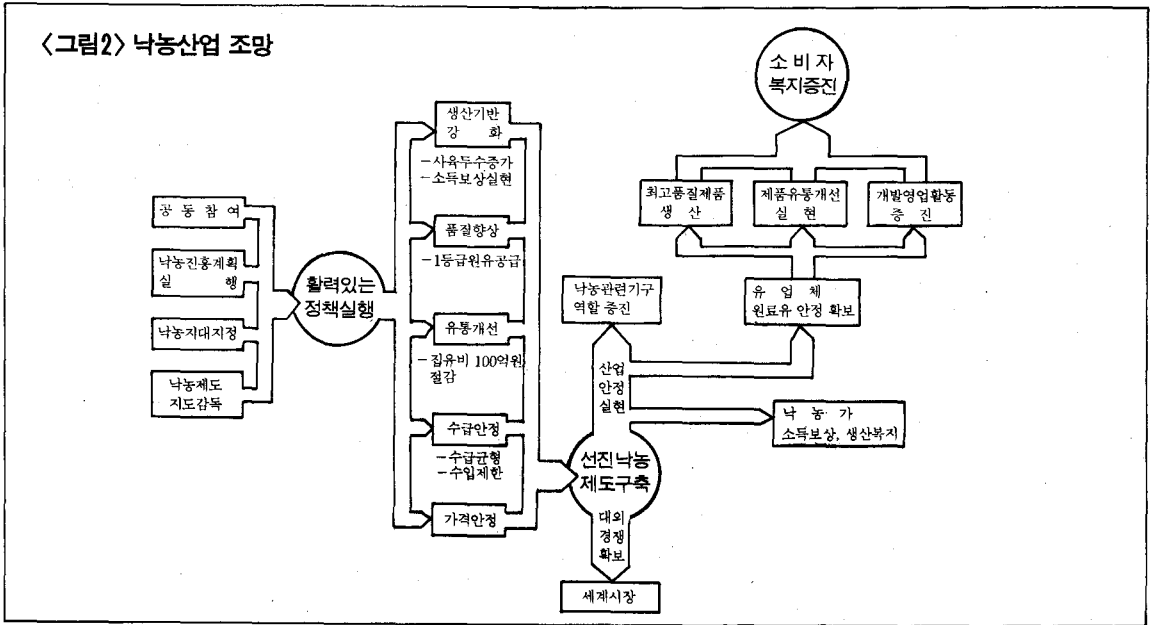 〈그림2〉 낙농산업 조망
공 동 참 여
낙농진흥계획
실 행
낙농지대지정
낙농제도
지도감독
활력있는
정책실행
생산기반
강 화
－사육두수증가
－소득보상실현
품질향상
－1등급원유공급
유통개선
－집유비 100억원
절감
수급안정
－수급균형
－수입제한
가격안정
선진낙농
제도구축
산업
안정
실현
대외
경쟁
확보
세계시장
낙농관련기구
역할 증진
낙 농 가
소득보상, 생산복지
유 업 체
원료유 안정 확보
최고품질제품
생 산
제품유통개선
실 현
개발영업활동
증 진
소 비 자
복지증진